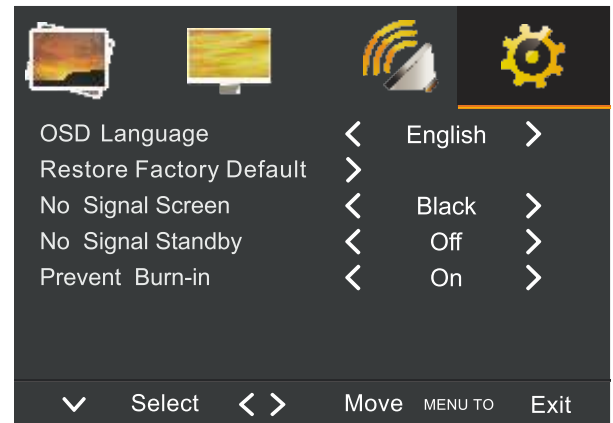 OSD Language English
Restore Factory Default
No Signal Screen Black
No Signal Standby Off
Prevent Burn-in On
Select Move MENU TO Exit